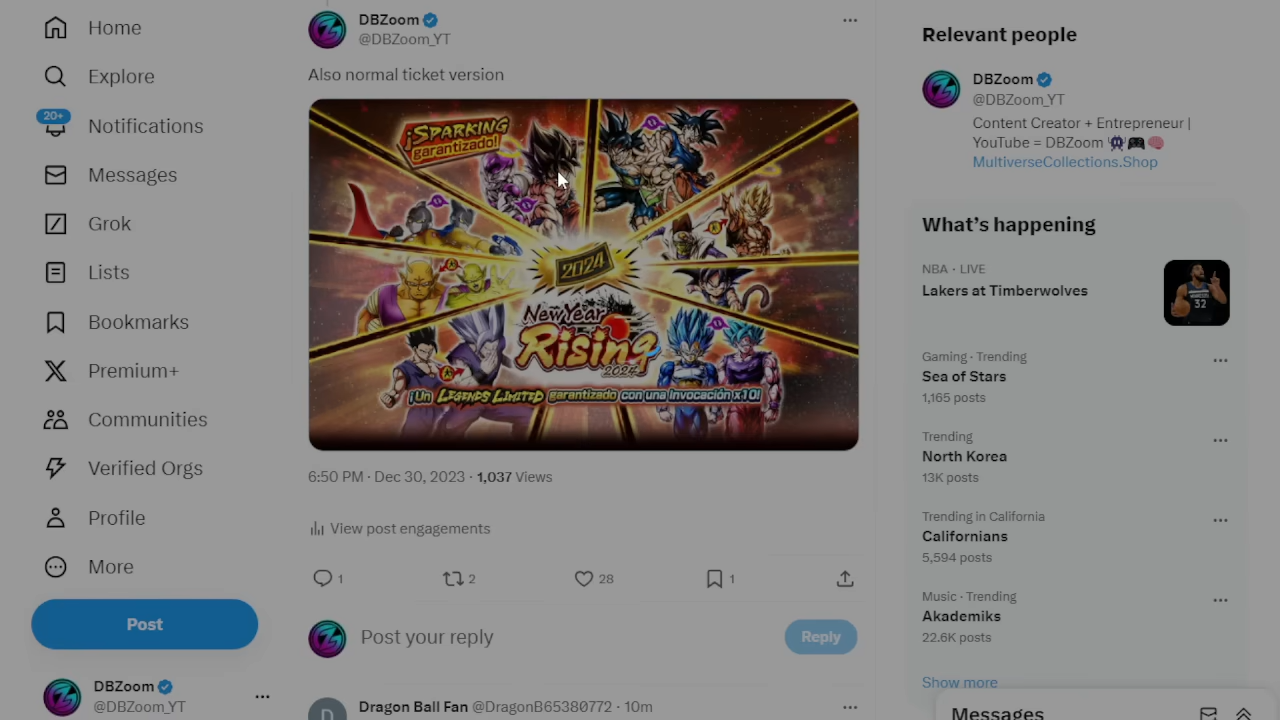 Home
Explore
20+
Notifications
Messages
Grok
Lists
Bookmarks
Premium+
Communities
Verified Orgs
Profile
More
Post
DBZoom
@DBZoom_YT
DBZoom
@DBZoom_YT
Also normal ticket version
¡SPARKING
garantizado!
2024
New Year
Rising
2024
¡Un LEGENDS LIMITED garantizado con una invocación x10!
6:50 PM · Dec 30, 2023 · 1,037 Views
View post engagements
1
2
28
1
Post your reply
Reply
D
Dragon Ball Fan @DragonB65380772 · 10m
Relevant people
DBZoom
@DBZoom_YT
Content Creator + Entrepreneur |
YouTube = DBZoom
MultiverseCollections.Shop
What's happening
NBA · LIVE
Lakers at Timberwolves
32
Gaming · Trending
Sea of Stars
1,165 posts
Trending
North Korea
13K posts
Trending in California
Californians
5,594 posts
Music · Trending
Akademiks
22.6K posts
Show more
Messages